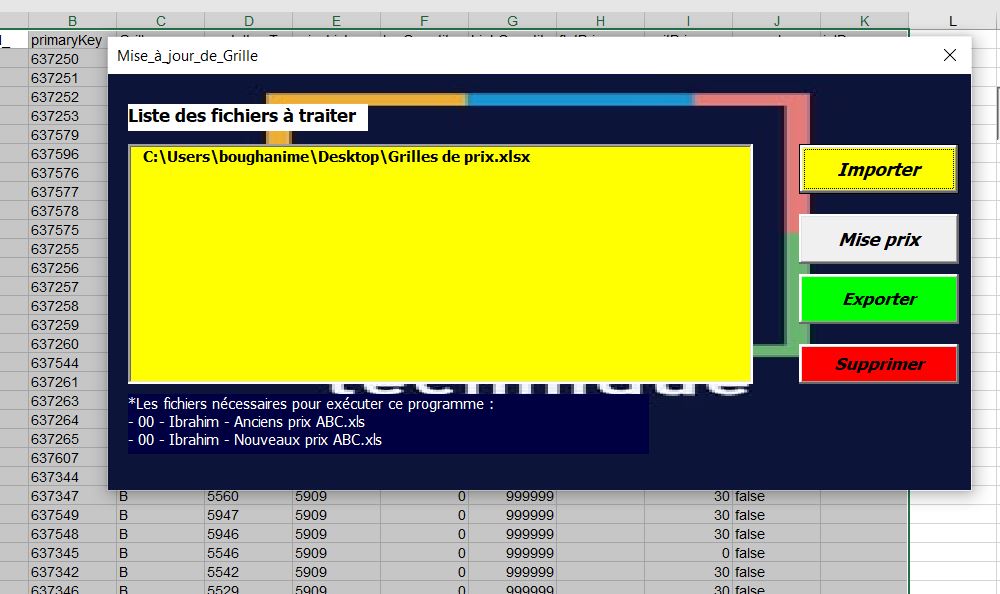 B C D E F G H I J K L
primaryKey
637250
Mise_à_jour_de_Grille
637251
637252
637253
Liste des fichiers à traiter
637579
637596
C:\Users\boughanime\Desktop\Grilles de prix.xlsx
637576
Importer
637577
637578
637575
Mise prix
637255
637256
637257
637258
Exporter
637259
637260
637544
Supprimer
637261
technique
637263
*Les fichiers nécessaires pour exécuter ce programme :
637264
- 00 - Ibrahim - Anciens prix ABC.xls
637265
- 00 - Ibrahim - Nouveaux prix ABC.xls
637607
637344
637347 B 5560 5909 0 999999 30 false
637549 B 5947 5909 0 999999 30 false
637548 B 5946 5909 0 999999 30 false
637345 B 5546 5909 0 999999 0 false
637342 B 5542 5909 0 999999 30 false
637346 B 5529 5909 0 999999 30 false